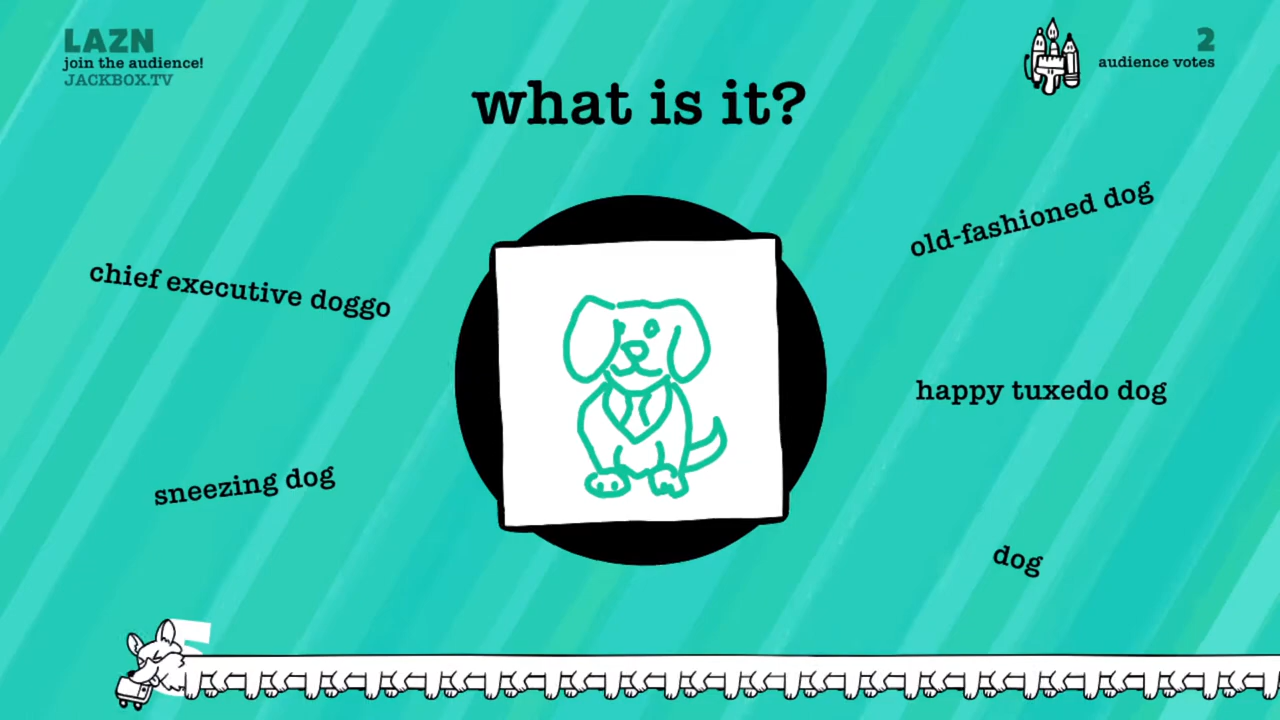 LAZN
join the audience!
JACKBOX.TV
2
audience votes
what is it?
old-fashioned dog
chief executive doggo
happy tuxedo dog
sneezing dog
dog
5